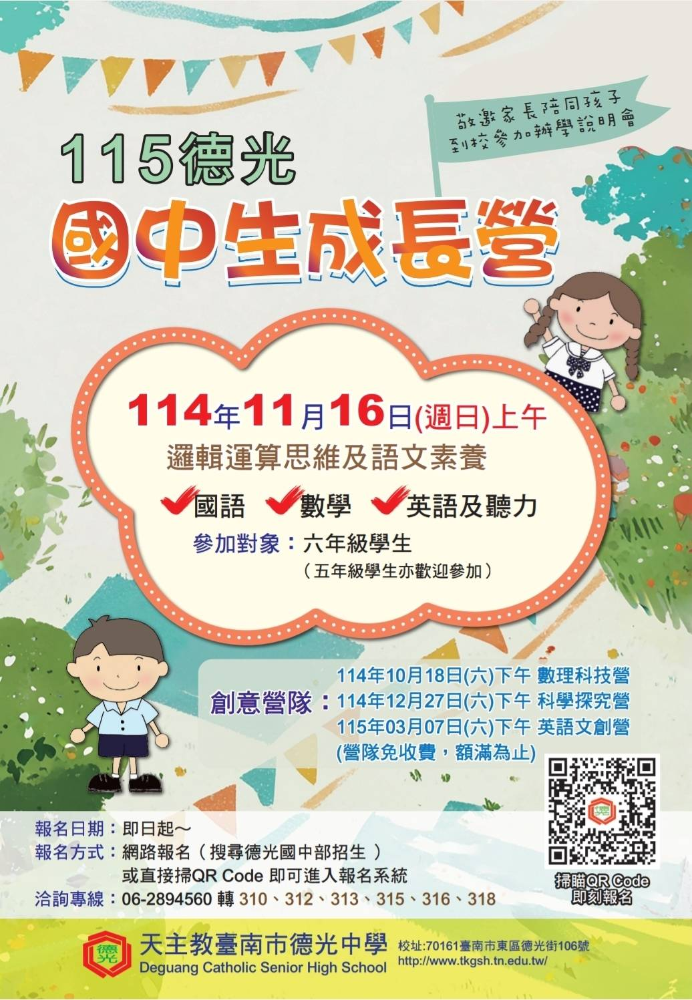 敬邀家長陪同孩子
到校參加辦學說明會
115德光
國中生成長營
114年11月16日(週日)上午
邏輯運算思維及語文素養
國語 數學 英語及聽力
參加對象：六年級學生
（五年級學生亦歡迎參加）
114年10月18日(六)下午 數理科技營
創意營隊：114年12月27日(六)下午 科學探究營
115年03月07日(六)下午 英語文創營
(營隊免收費，額滿為止)
報名日期：即日起～
報名方式：網路報名（搜尋德光國中部招生 ）
或直接掃QR Code 即可進入報名系統
洽詢專線：06-2894560 轉 310、312、313、315、316、318
德光
掃瞄QR Code
即刻報名
德光
天主教臺南市德光中學
Deguang Catholic Senior High School
校址:70161臺南市東區德光街106號
http://www.tkgsh.tn.edu.tw/